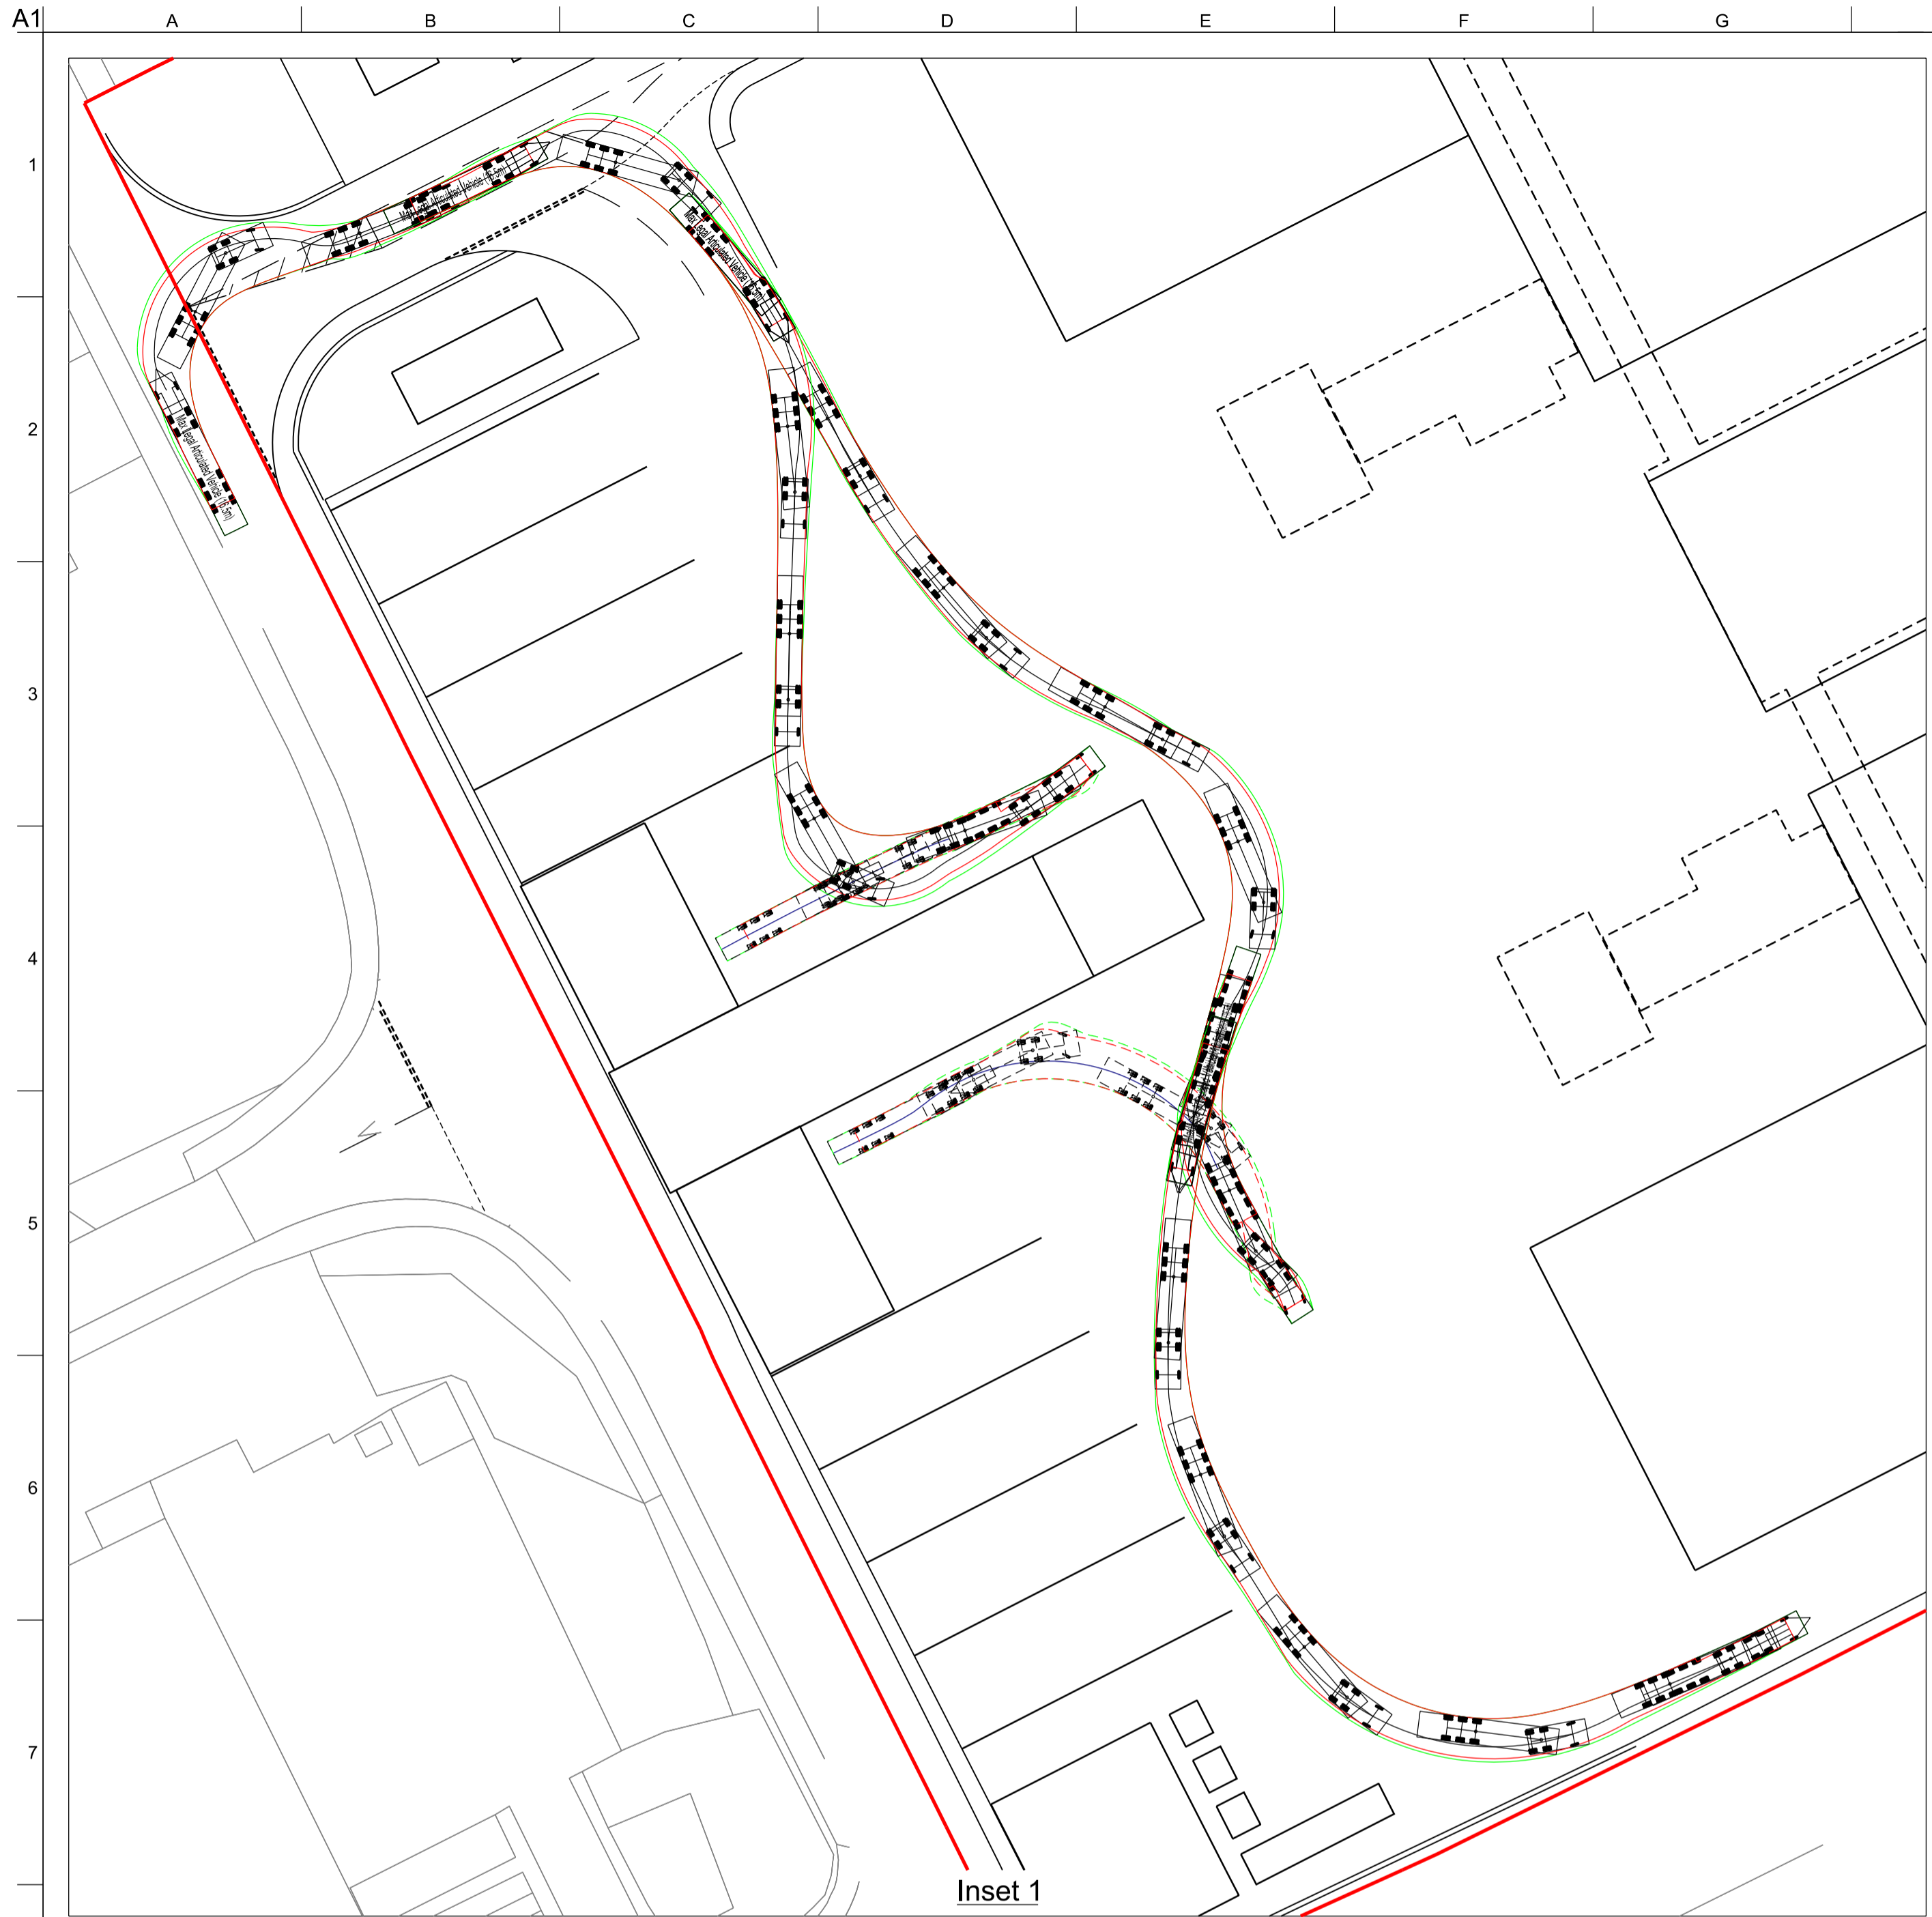 A1
A B C D E F G
1
Max Legal Articulated Vehicle (16.5m)
Max Legal Articulated Vehicle (16.5m)
2
Max Legal Articulated Vehicle (16.5m)
3
4
5
6
7
Inset 1